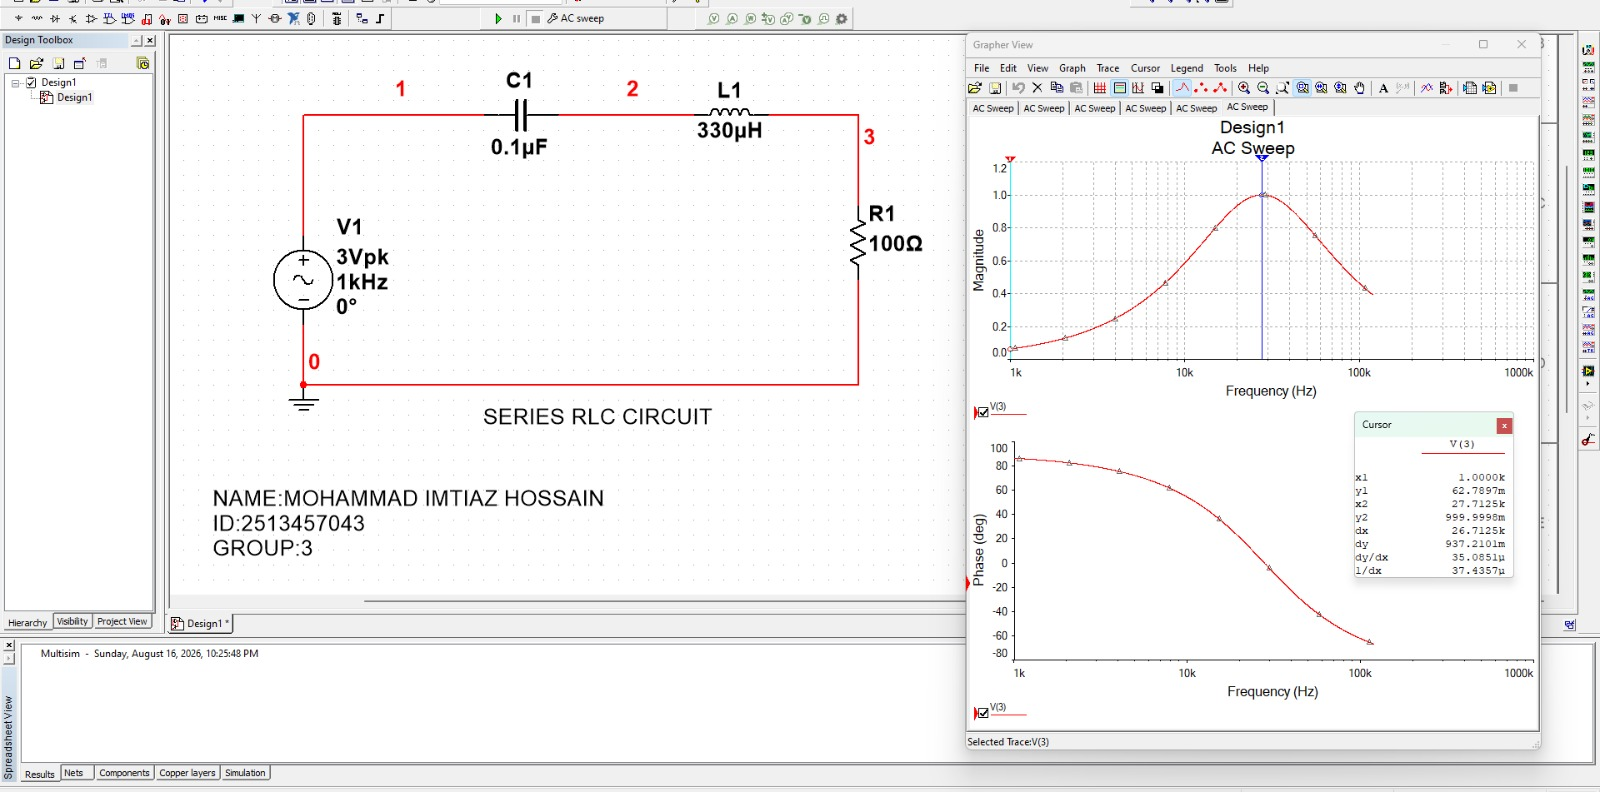 AC sweep
Design Toolbox
Design1
Design1
1
C1
0.1µF
2
L1
330µH
3
V1
3Vpk
1kHz
0°
R1
100Ω
0
SERIES RLC CIRCUIT
NAME:MOHAMMAD IMTIAZ HOSSAIN
ID:2513457043
GROUP:3
Hierarchy Visibility Project View
Design1 *
Grapher View
File Edit View Graph Trace Cursor Legend Tools Help
AC Sweep AC Sweep AC Sweep AC Sweep AC Sweep AC Sweep
Design1
AC Sweep
Magnitude
1.2
1.0
0.8
0.6
0.4
0.2
0.0
1k 10k 100k 1000k
Frequency (Hz)
V(3)
Phase (deg)
100
80
60
40
20
0
-20
-40
-60
-80
1k 10k 100k 1000k
Frequency (Hz)
V(3)
Cursor
V(3)
x1 1.0000k
y1 62.7897m
x2 27.7125k
y2 999.9998m
dx 26.7125k
dy 937.2101m
dy/dx 35.0851µ
1/dx 37.4357µ
Selected Trace:V(3)
Multisim - Sunday, August 16, 2026, 10:25:48 PM
Spreadsheet View
Results Nets Components Copper layers Simulation